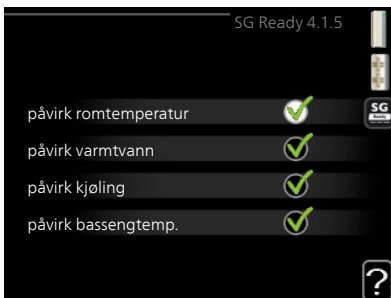 SG Ready 4.1.5
SG
Ready
påvirk romtemperatur
påvirk varmtvann
påvirk kjøling
påvirk bassengtemp.
?